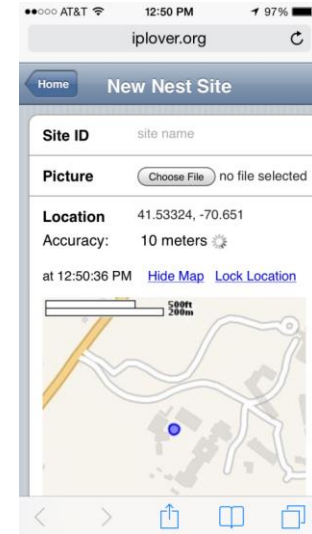 AT&T 12:50 PM 97%
iplover.org
Home New Nest Site
Site ID site name
Picture Choose File no file selected
Location 41.53324, -70.651
Accuracy: 10 meters
at 12:50:36 PM Hide Map Lock Location
500ft
200m